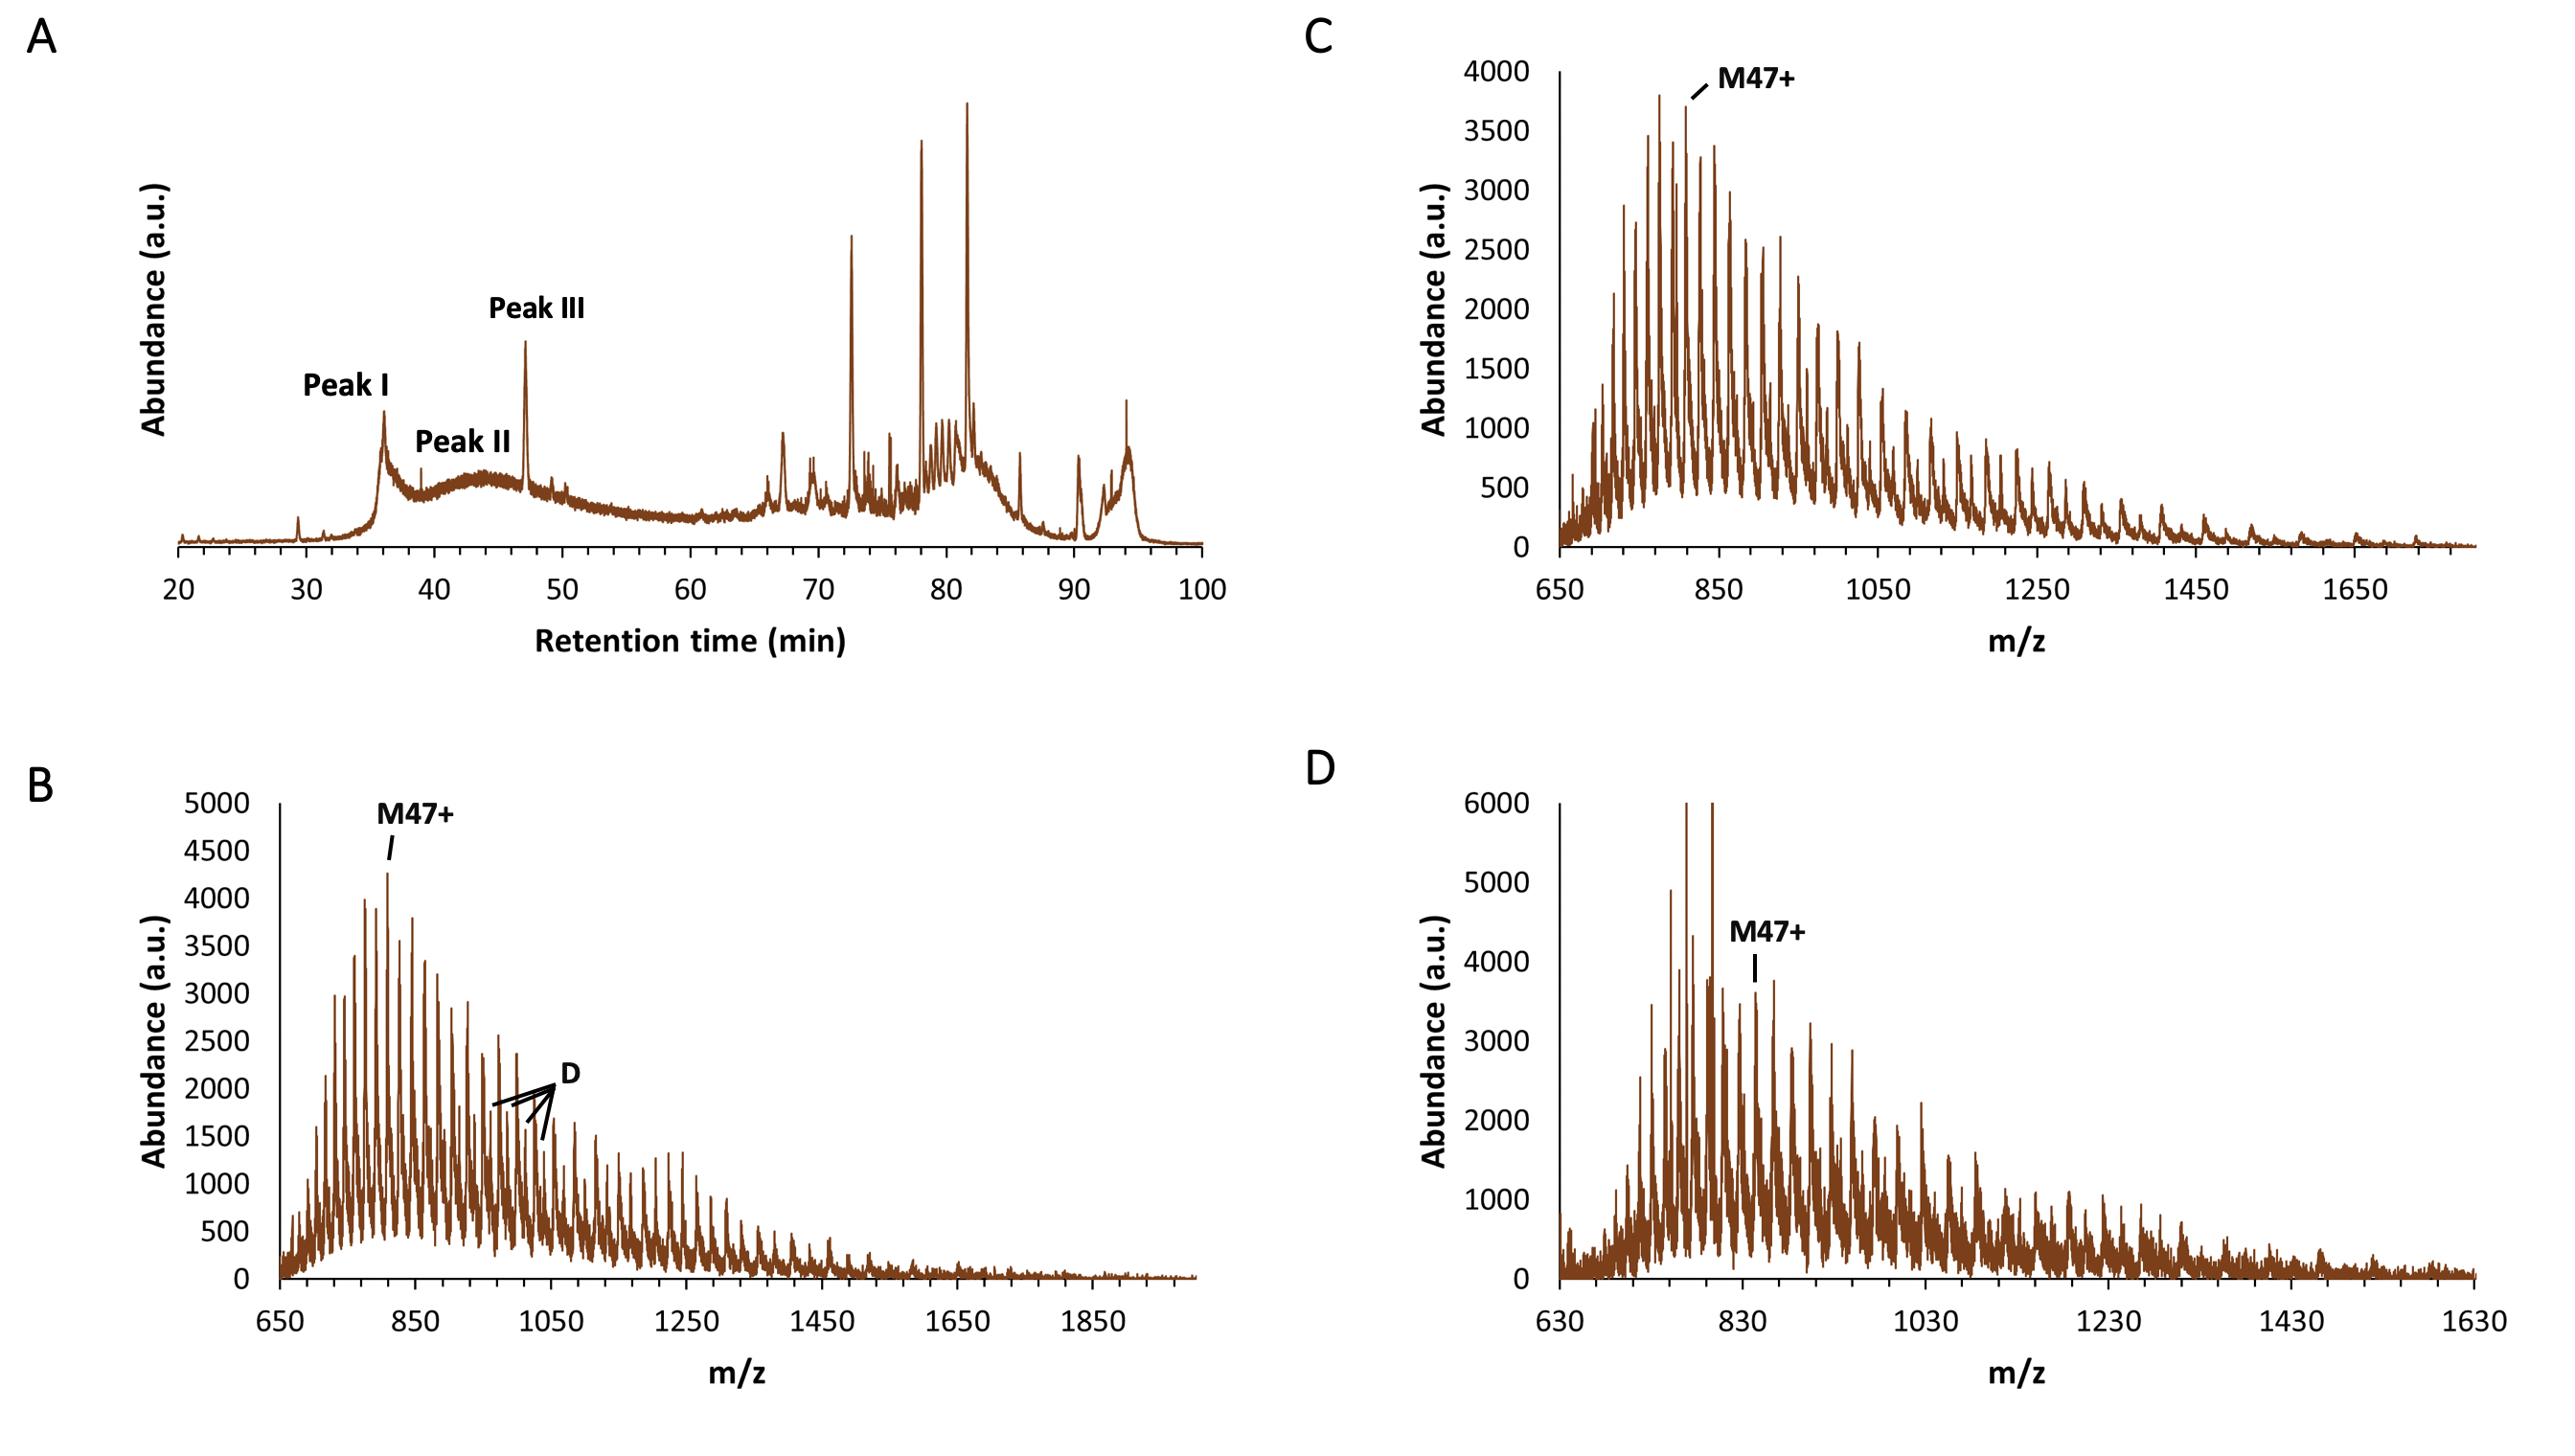 A
Abundance (a.u.)
Peak I
Peak II
Peak III
20 30 40 50 60 70 80 90 100
Retention time (min)
B
Abundance (a.u.)
5000
4500
4000
3500
3000
2500
2000
1500
1000
500
0
M47+
D
650 850 1050 1250 1450 1650 1850
m/z
C
Abundance (a.u.)
4000
3500
3000
2500
2000
1500
1000
500
0
M47+
650 850 1050 1250 1450 1650
m/z
D
Abundance (a.u.)
6000
5000
4000
3000
2000
1000
0
M47+
630 830 1030 1230 1430 1630
m/z